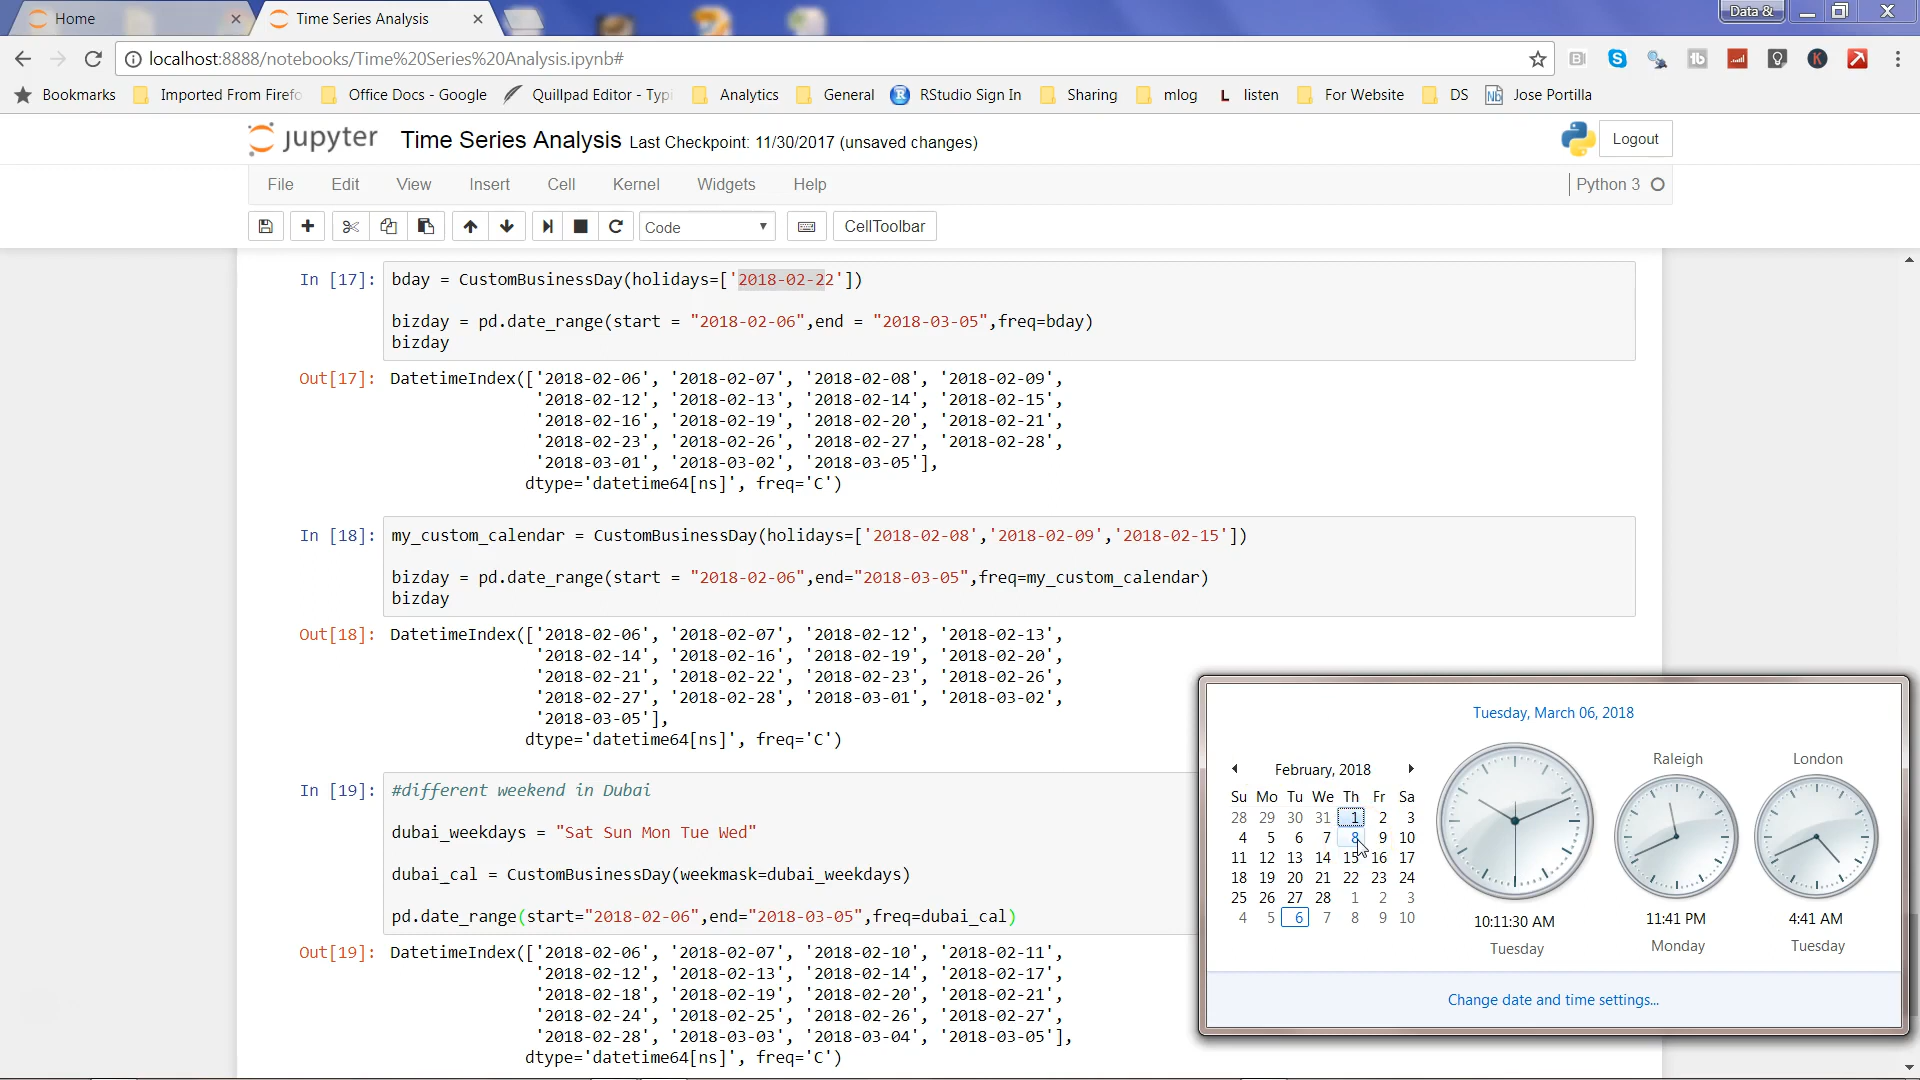 Home
Time Series Analysis
Data &
localhost:8888/notebooks/Time%20Series%20Analysis.ipynb#
Bookmarks Imported From Firefo Office Docs - Google Quillpad Editor - Typi Analytics General RStudio Sign In Sharing mlog L listen For Website DS Nb Jose Portilla
jupyter Time Series Analysis Last Checkpoint: 11/30/2017 (unsaved changes)
Logout
File Edit View Insert Cell Kernel Widgets Help
Python 3
Code CellToolbar
In [17]: bday = CustomBusinessDay(holidays=['2018-02-22'])
bizday = pd.date_range(start = "2018-02-06",end = "2018-03-05",freq=bday)
bizday
Out[17]: DatetimeIndex(['2018-02-06', '2018-02-07', '2018-02-08', '2018-02-09',
'2018-02-12', '2018-02-13', '2018-02-14', '2018-02-15',
'2018-02-16', '2018-02-19', '2018-02-20', '2018-02-21',
'2018-02-23', '2018-02-26', '2018-02-27', '2018-02-28',
'2018-03-01', '2018-03-02', '2018-03-05'],
dtype='datetime64[ns]', freq='C')
In [18]: my_custom_calendar = CustomBusinessDay(holidays=['2018-02-08','2018-02-09','2018-02-15'])
bizday = pd.date_range(start = "2018-02-06",end="2018-03-05",freq=my_custom_calendar)
bizday
Out[18]: DatetimeIndex(['2018-02-06', '2018-02-07', '2018-02-12', '2018-02-13',
'2018-02-14', '2018-02-16', '2018-02-19', '2018-02-20',
'2018-02-21', '2018-02-22', '2018-02-23', '2018-02-26',
'2018-02-27', '2018-02-28', '2018-03-01', '2018-03-02',
'2018-03-05'],
dtype='datetime64[ns]', freq='C')
In [19]: #different weekend in Dubai
dubai_weekdays = "Sat Sun Mon Tue Wed"
dubai_cal = CustomBusinessDay(weekmask=dubai_weekdays)
pd.date_range(start="2018-02-06",end="2018-03-05",freq=dubai_cal)
Out[19]: DatetimeIndex(['2018-02-06', '2018-02-07', '2018-02-10', '2018-02-11',
'2018-02-12', '2018-02-13', '2018-02-14', '2018-02-17',
'2018-02-18', '2018-02-19', '2018-02-20', '2018-02-21',
'2018-02-24', '2018-02-25', '2018-02-26', '2018-02-27',
'2018-02-28', '2018-03-03', '2018-03-04', '2018-03-05'],
dtype='datetime64[ns]', freq='C')
Tuesday, March 06, 2018
February, 2018
Su Mo Tu We Th Fr Sa
28 29 30 31 1 2 3
4 5 6 7 8 9 10
11 12 13 14 15 16 17
18 19 20 21 22 23 24
25 26 27 28 1 2 3
4 5 6 7 8 9 10
10:11:30 AM
Tuesday
Raleigh
11:41 PM
Monday
London
4:41 AM
Tuesday
Change date and time settings...